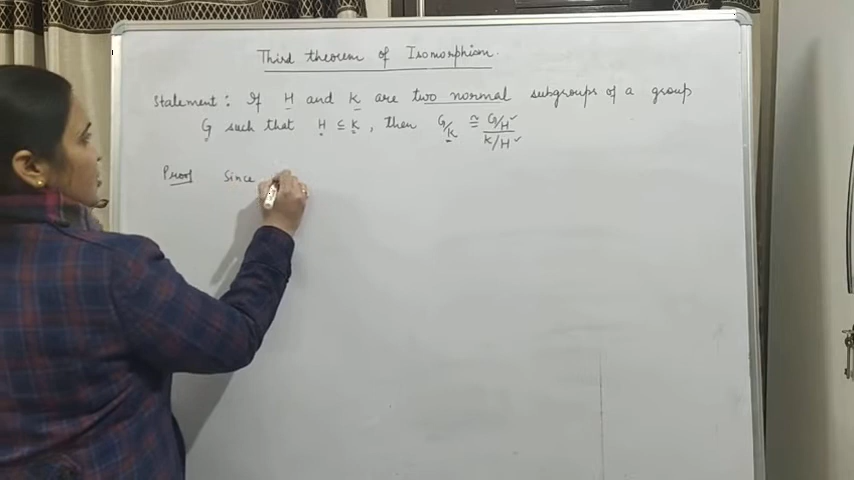 Third theorem of Isomorphism.
Statement: If H and K are two normal subgroups of a group
G such that H ⊆ K, then G/K ≅ G/H / K/H
Proof Since